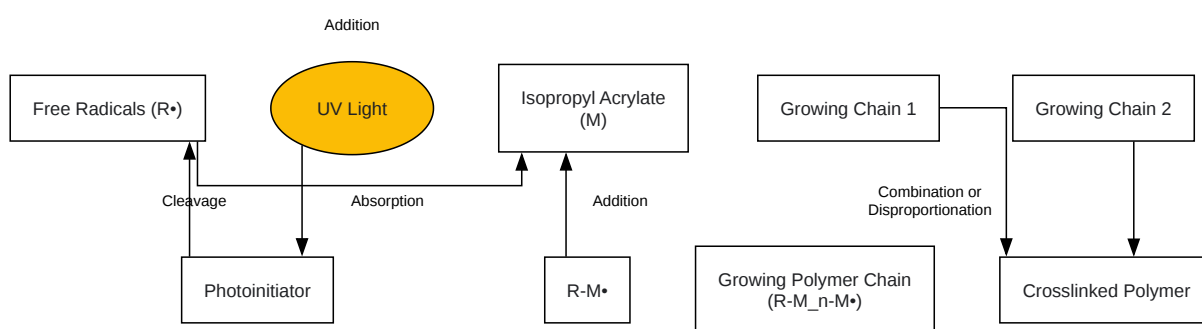 Addition
Free Radicals (R•)
UV Light
Isopropyl Acrylate
(M)
Growing Chain 1
Growing Chain 2
Cleavage
Absorption
Addition
Combination or
Disproportionation
Photoinitiator
R-M•
Growing Polymer Chain
(R-M_n-M•)
Crosslinked Polymer